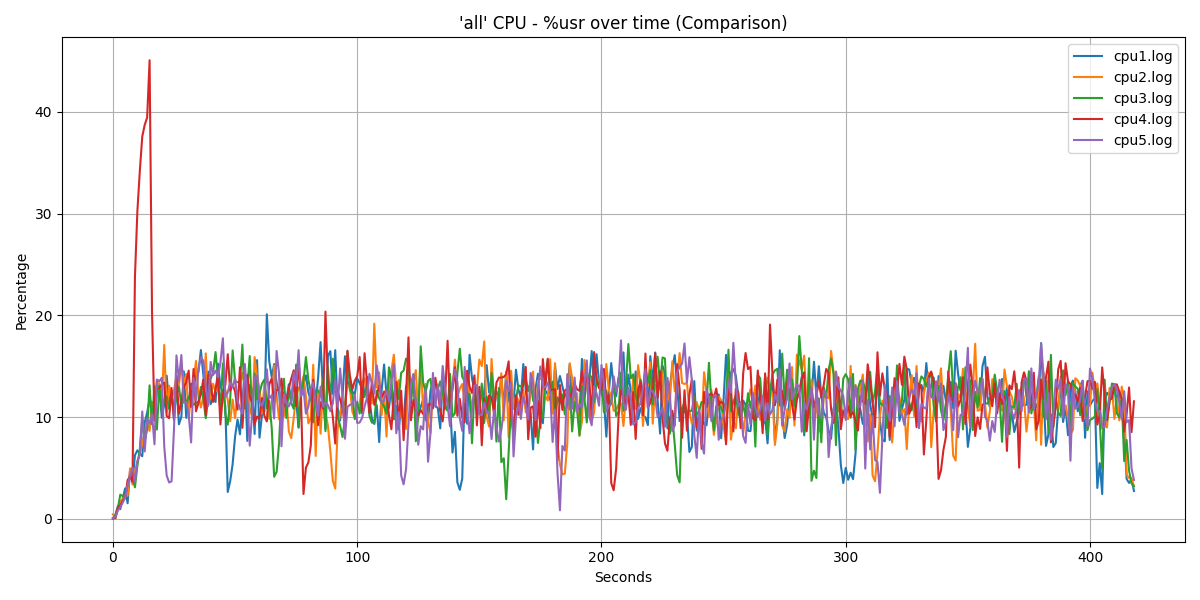 'all' CPU - %usr over time (Comparison)
Percentage
40
30
20
10
0
0 100 200 300 400
Seconds
cpu1.log
cpu2.log
cpu3.log
cpu4.log
cpu5.log